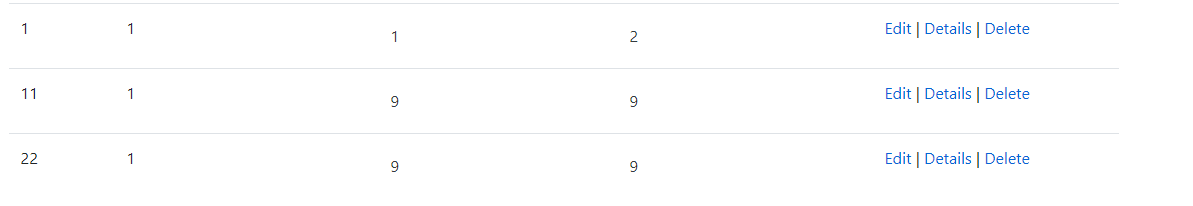 1 1 1 2 Edit | Details | Delete
11 1 9 9 Edit | Details | Delete
22 1 9 9 Edit | Details | Delete